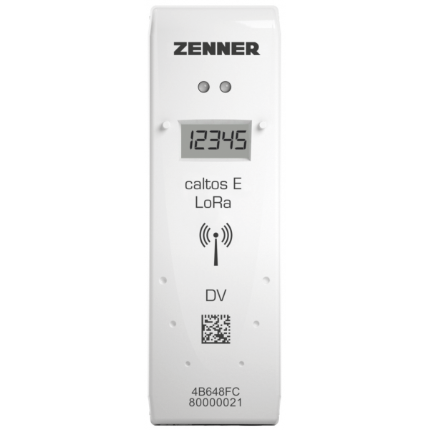 ZENNER
12345
caltos E
LoRa
DV
4B648FC
80000021